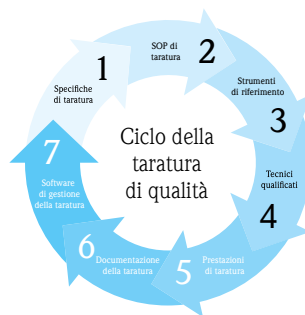 Ciclo della
taratura
di qualità
1
Specifiche
di taratura
2
SOP di
taratura
Strumenti
di riferimento
3
Tecnici
qualificati
4
5
Prestazioni
di taratura
6
Documentazione
della taratura
7
Software
di gestione
della taratura